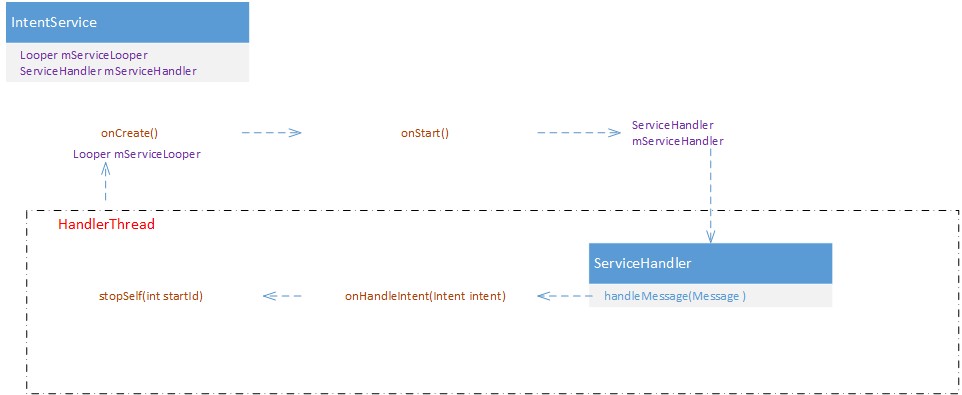 IntentService
Looper mServiceLooper
ServiceHandler mServiceHandler
onCreate()
Looper mServiceLooper
onStart()
ServiceHandler
mServiceHandler
HandlerThread
ServiceHandler
handleMessage(Message )
onHandleIntent(Intent intent)
stopSelf(int startId)